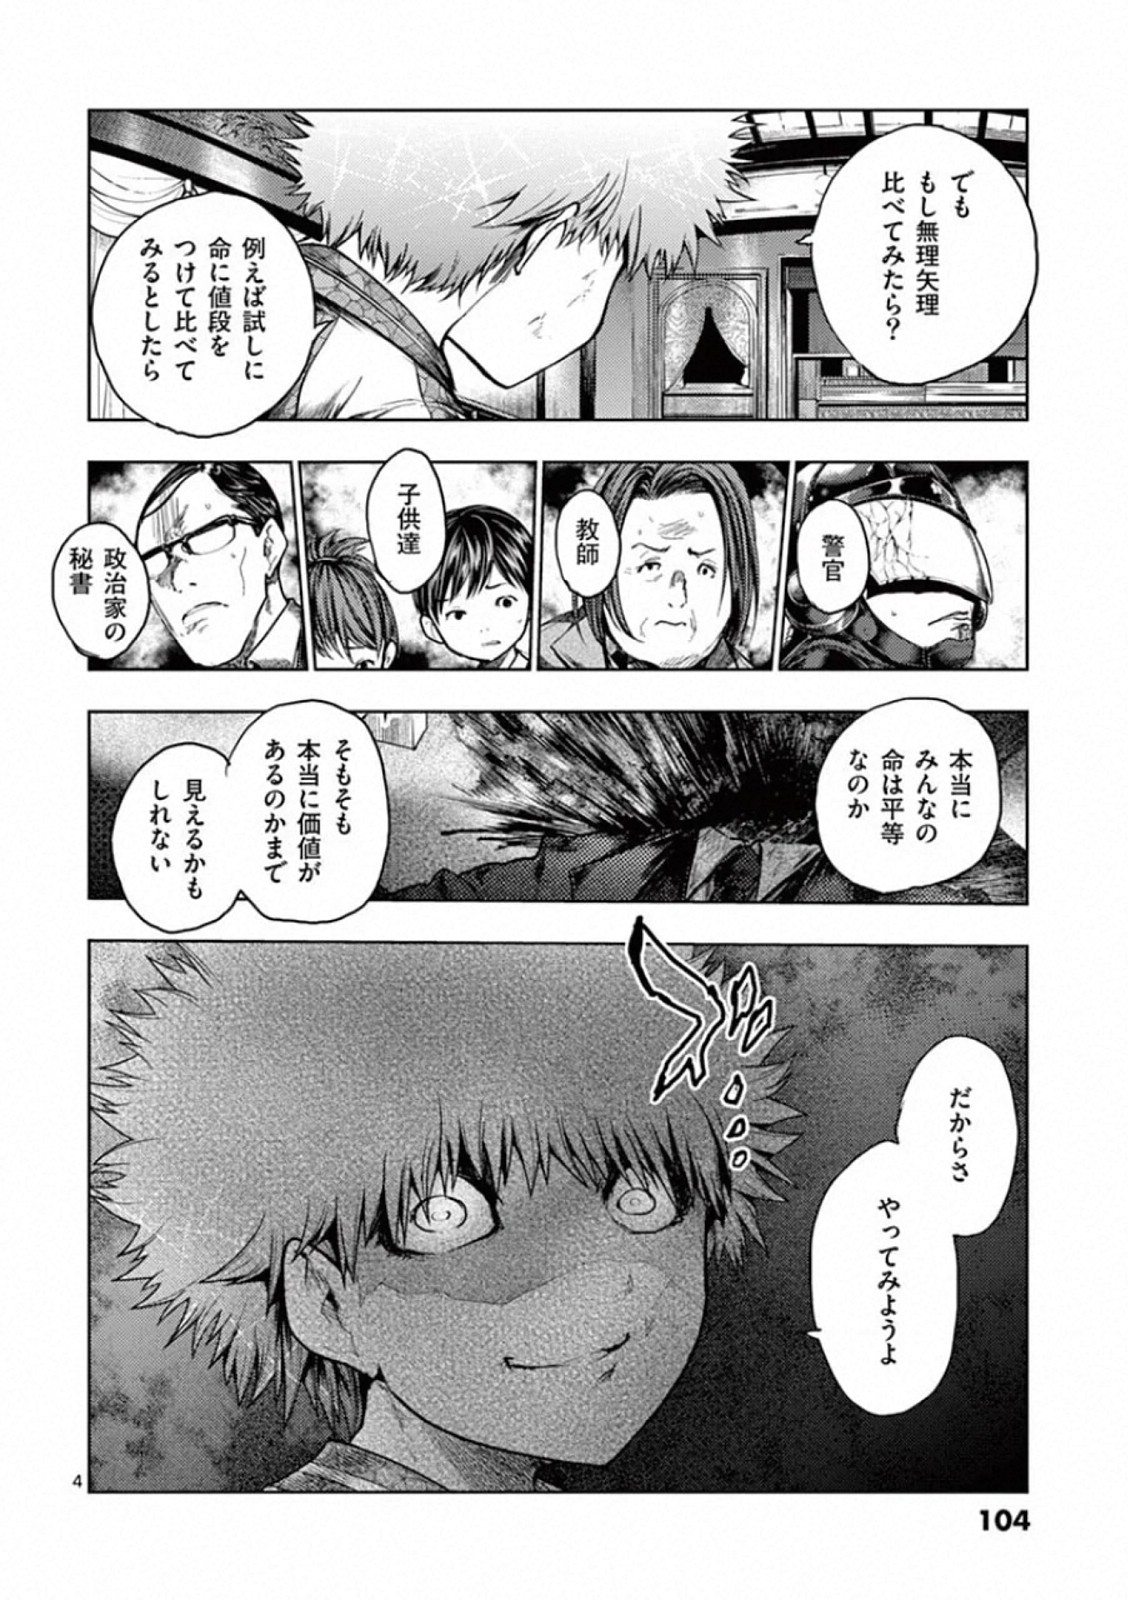 でも
もし無理矢理
比べてみたら？
例えば試しに
命に値段を
つけて比べて
みるとしたら
警官
教師
子供達
政治家の
秘書
本当に
みんなの
命は平等
なのか
そもそも
本当に価値が
あるのかまで
見えるかも
しれない
だからさ
やってみようよ
4
104